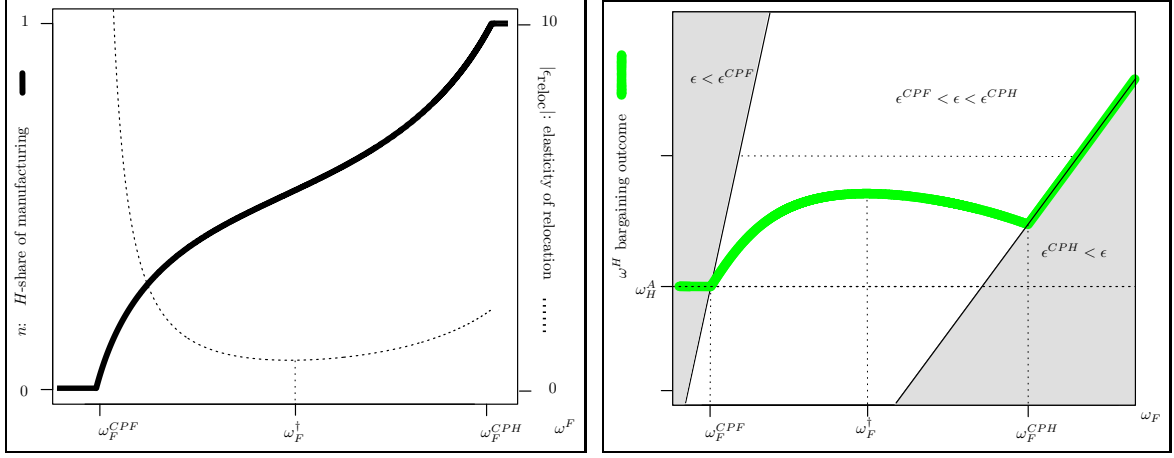 1
10
n: H-share of manufacturing
|ϵ_reloc|: elasticity of relocation ......
0
0
ω_F^{CPF}
ω_F^†
ω_F^{CPH}
ω^F
ω^H bargaining outcome
ϵ < ϵ^{CPF}
ϵ^{CPF} < ϵ < ϵ^{CPH}
ϵ^{CPH} < ϵ
ω_H^A
ω_F^{CPF}
ω_F^†
ω_F^{CPH}
ω_F